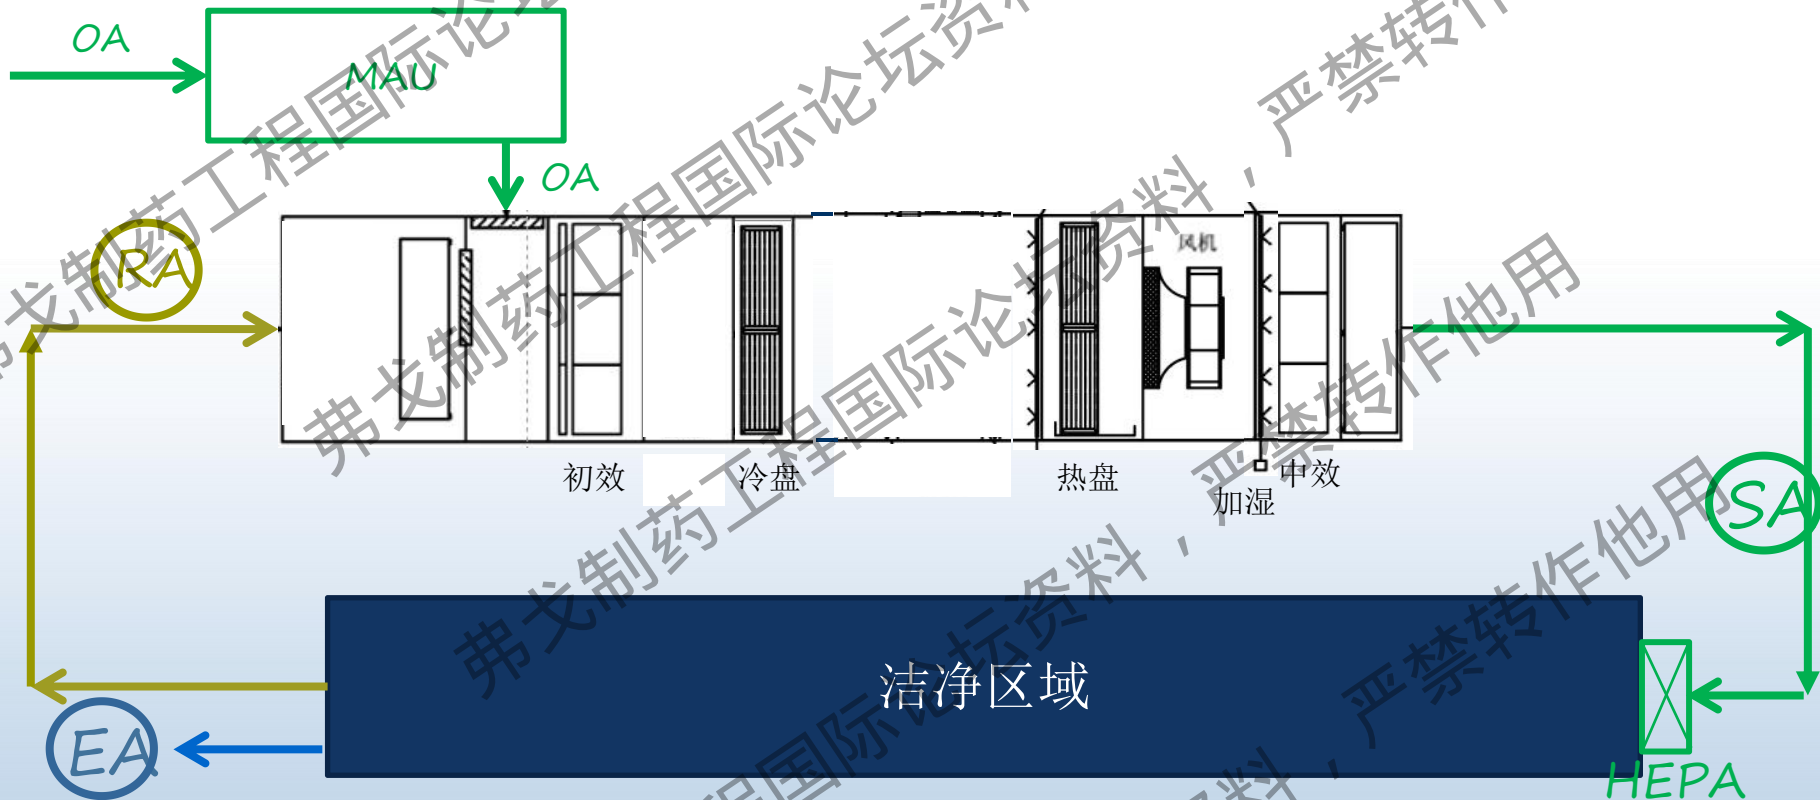 OA
MAU
OA
RA
风机
初效
冷盘
热盘
中效
加湿
SA
洁净区域
EA
HEPA
弗戈制药工程国际论坛资料，严禁转作他用
弗戈制药工程国际论坛资料，严禁转作他用
弗戈制药工程国际论坛资料，严禁转作他用